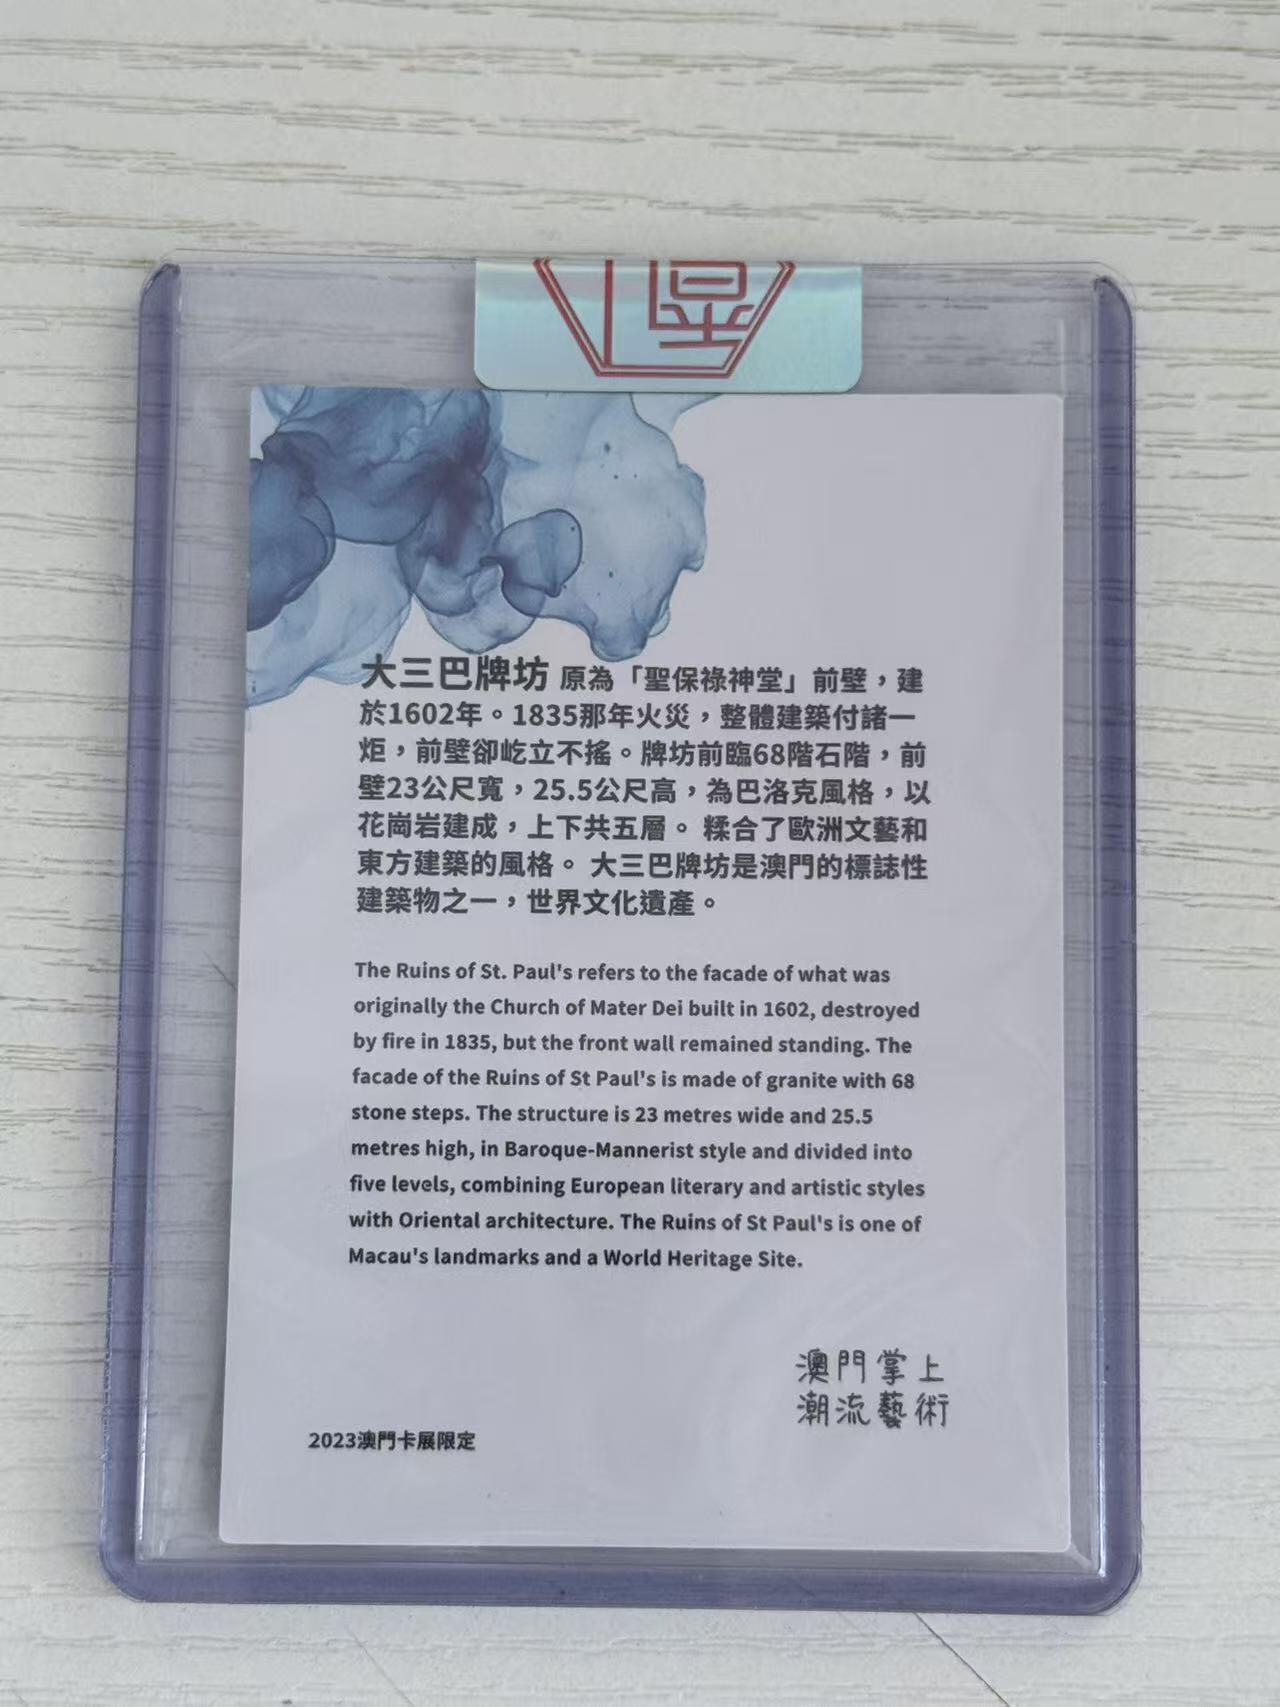 大三巴牌坊 原為「聖保祿神堂」前壁，建
於1602年。1835那年火災，整體建築付諸一
炬，前壁卻屹立不搖。牌坊前臨68階石階，前
壁23公尺寬，25.5公尺高，為巴洛克風格，以
花崗岩建成，上下共五層。 糅合了歐洲文藝和
東方建築的風格。 大三巴牌坊是澳門的標誌性
建築物之一，世界文化遺產。
The Ruins of St. Paul's refers to the facade of what was
originally the Church of Mater Dei built in 1602, destroyed
by fire in 1835, but the front wall remained standing. The
facade of the Ruins of St Paul's is made of granite with 68
stone steps. The structure is 23 metres wide and 25.5
metres high, in Baroque-Mannerist style and divided into
five levels, combining European literary and artistic styles
with Oriental architecture. The Ruins of St Paul's is one of
Macau's landmarks and a World Heritage Site.
澳門掌上
潮流藝術
2023澳門卡展限定